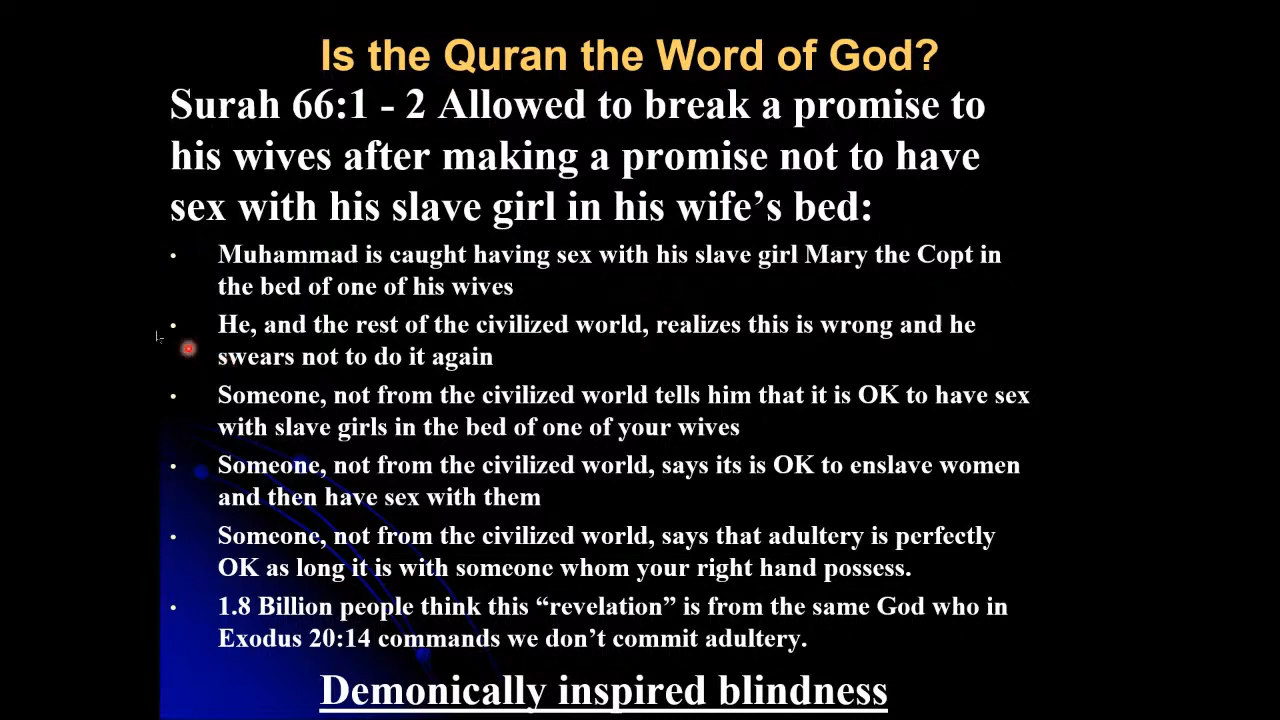 Is the Quran the Word of God?
Surah 66:1 - 2 Allowed to break a promise to
his wives after making a promise not to have
sex with his slave girl in his wife’s bed:
• Muhammad is caught having sex with his slave girl Mary the Copt in
the bed of one of his wives
• He, and the rest of the civilized world, realizes this is wrong and he
swears not to do it again
• Someone, not from the civilized world tells him that it is OK to have sex
with slave girls in the bed of one of your wives
• Someone, not from the civilized world, says its is OK to enslave women
and then have sex with them
• Someone, not from the civilized world, says that adultery is perfectly
OK as long it is with someone whom your right hand possess.
• 1.8 Billion people think this “revelation” is from the same God who in
Exodus 20:14 commands we don’t commit adultery.
Demonically inspired blindness